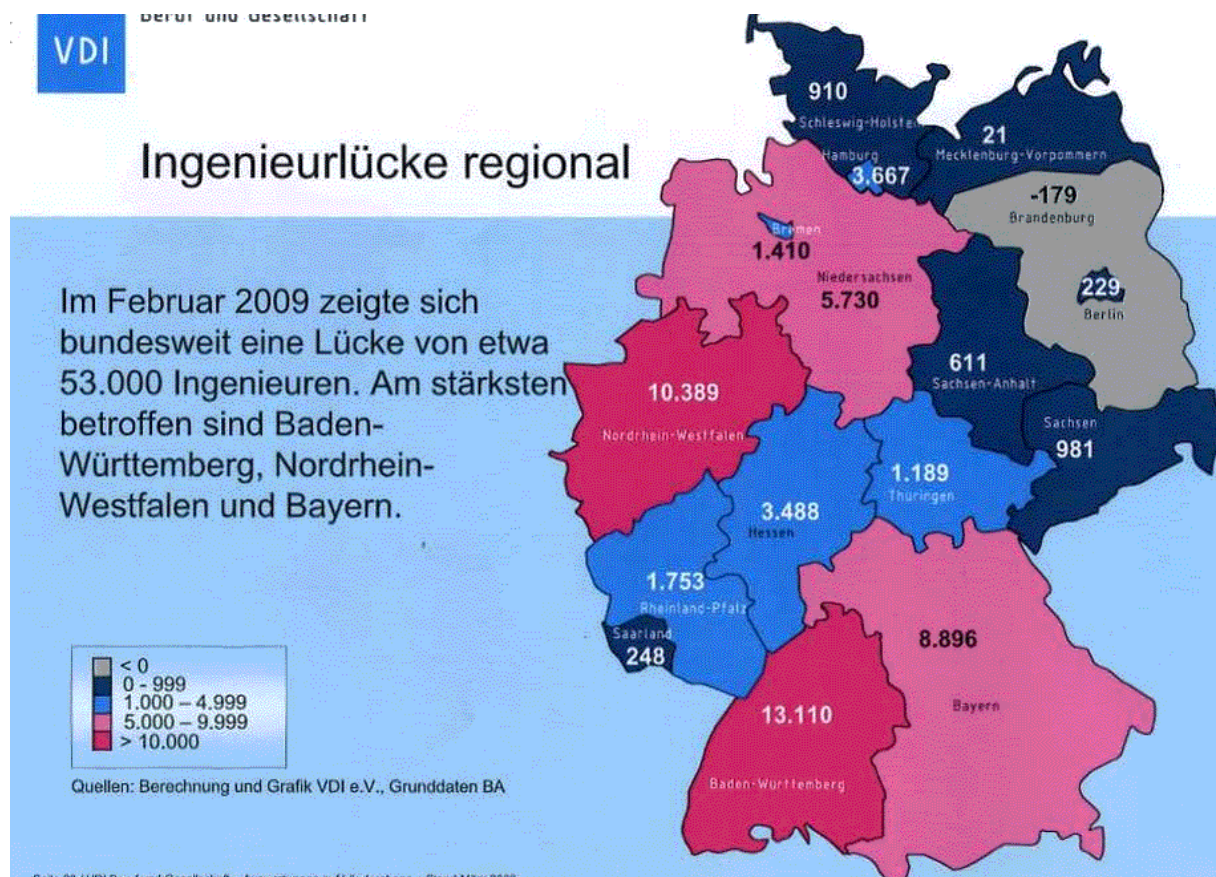 Beruf und Gesellschaft
VDI
Ingenieurlücke regional
Im Februar 2009 zeigte sich
bundesweit eine Lücke von etwa
53.000 Ingenieuren. Am stärksten
betroffen sind Baden-
Württemberg, Nordrhein-
Westfalen und Bayern.
910
Schleswig-Holstein
21
Mecklenburg-Vorpommern
Hamburg
3.667
-179
Brandenburg
Bremen
1.410
Niedersachsen
5.730
229
Berlin
611
Sachsen-Anhalt
10.389
Nordrhein-Westfalen
Sachsen
981
1.189
Thüringen
3.488
Hessen
1.753
Rheinland-Pfalz
Saarland
248
8.896
Bayern
13.110
Baden-Württemberg
< 0
0 - 999
1.000 – 4.999
5.000 – 9.999
> 10.000
Quellen: Berechnung und Grafik VDI e.V., Grunddaten BA